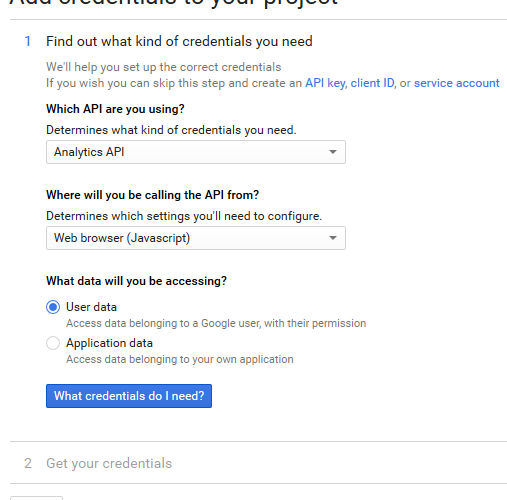 Add credentials to your project
1 Find out what kind of credentials you need
We'll help you set up the correct credentials
If you wish you can skip this step and create an API key, client ID, or service account
Which API are you using?
Determines what kind of credentials you need.
Analytics API
Where will you be calling the API from?
Determines which settings you'll need to configure.
Web browser (Javascript)
What data will you be accessing?
User data
Access data belonging to a Google user, with their permission
Application data
Access data belonging to your own application
What credentials do I need?
2 Get your credentials